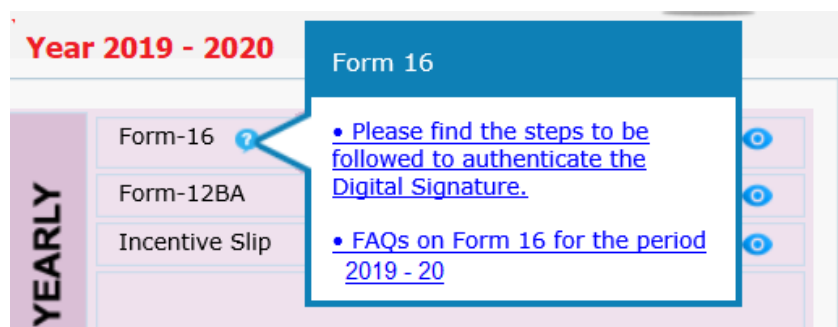 Year 2019 - 2020
Form 16
Form-16 ?
• Please find the steps to be
followed to authenticate the
Digital Signature.
• FAQs on Form 16 for the period
2019 - 20
YEARLY
Form-12BA
Incentive Slip